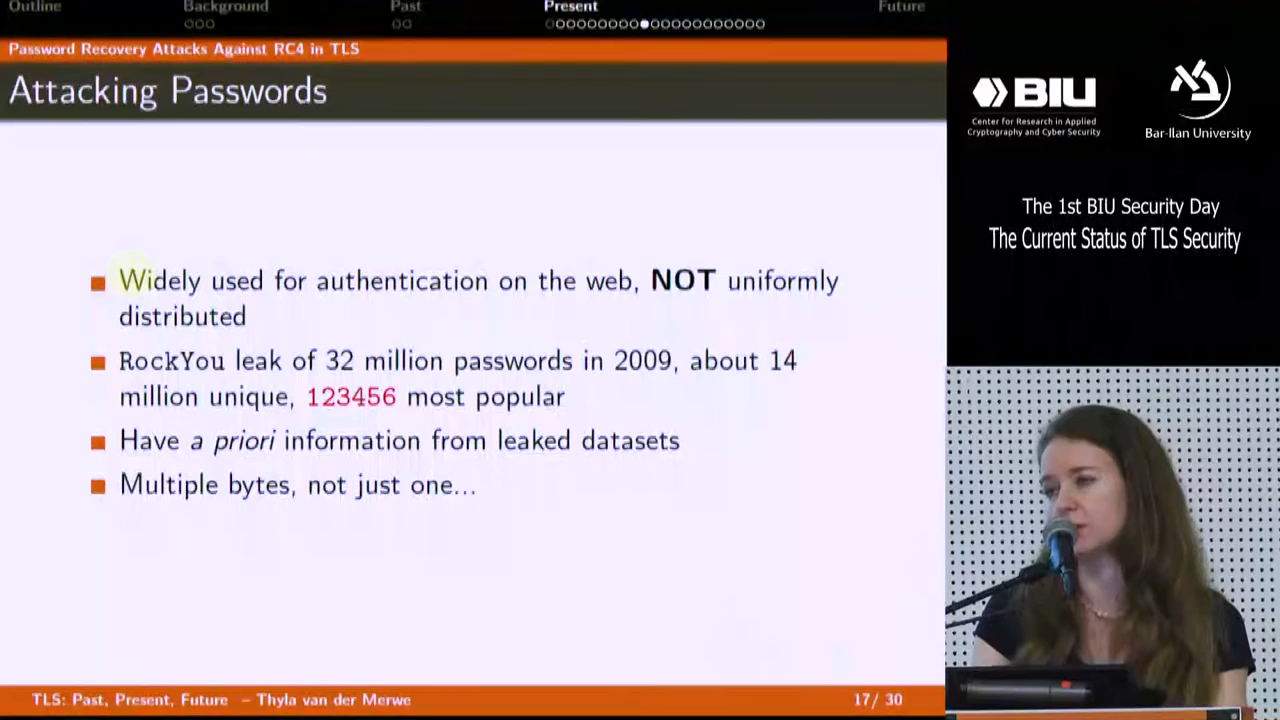 Outline Background Past Present Future
Password Recovery Attacks Against RC4 in TLS
Attacking Passwords
Widely used for authentication on the web, NOT uniformly
distributed
RockYou leak of 32 million passwords in 2009, about 14
million unique, 123456 most popular
Have a priori information from leaked datasets
Multiple bytes, not just one...
TLS: Past, Present, Future – Thyla van der Merwe 17/ 30
BIU
Center for Research in Applied
Cryptography and Cyber Security
Bar-Ilan University
The 1st BIU Security Day
The Current Status of TLS Security